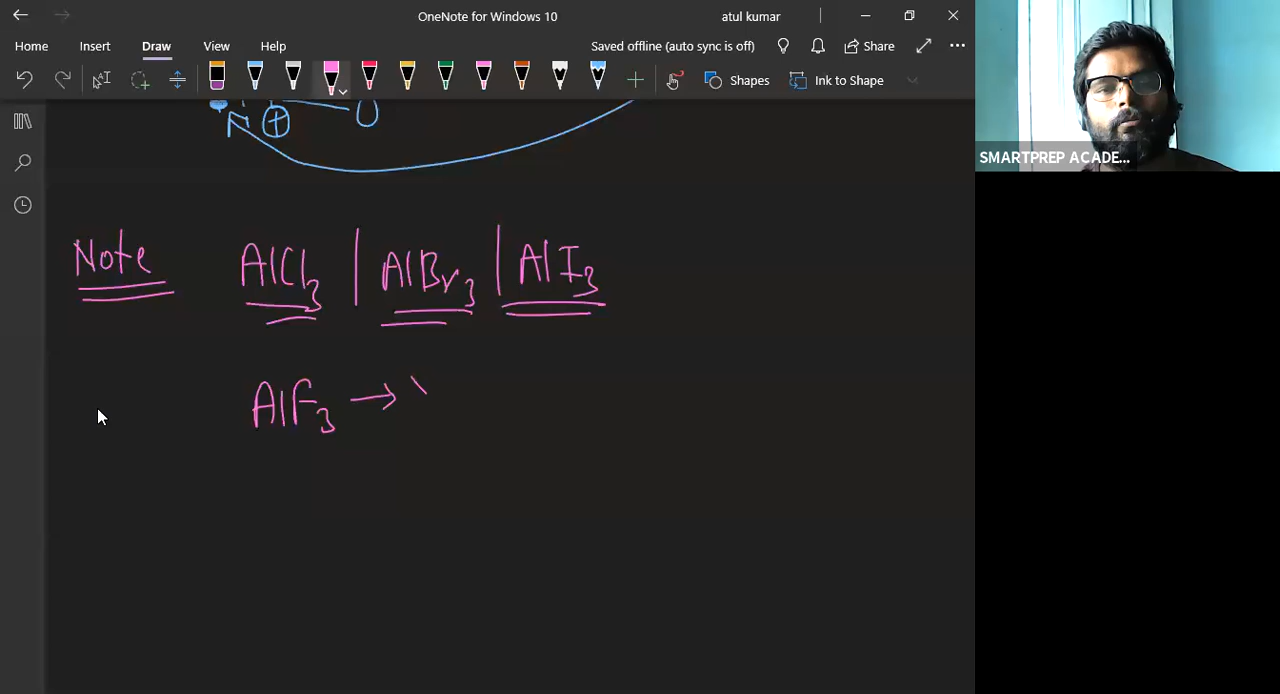 OneNote for Windows 10
atul kumar
Home Insert Draw View Help
Saved offline (auto sync is off)
Share
Shapes
Ink to Shape
SMARTPREP ACADE...
N + O
Note AlCl3 | AlBr3 | AlI3
AlF3 →